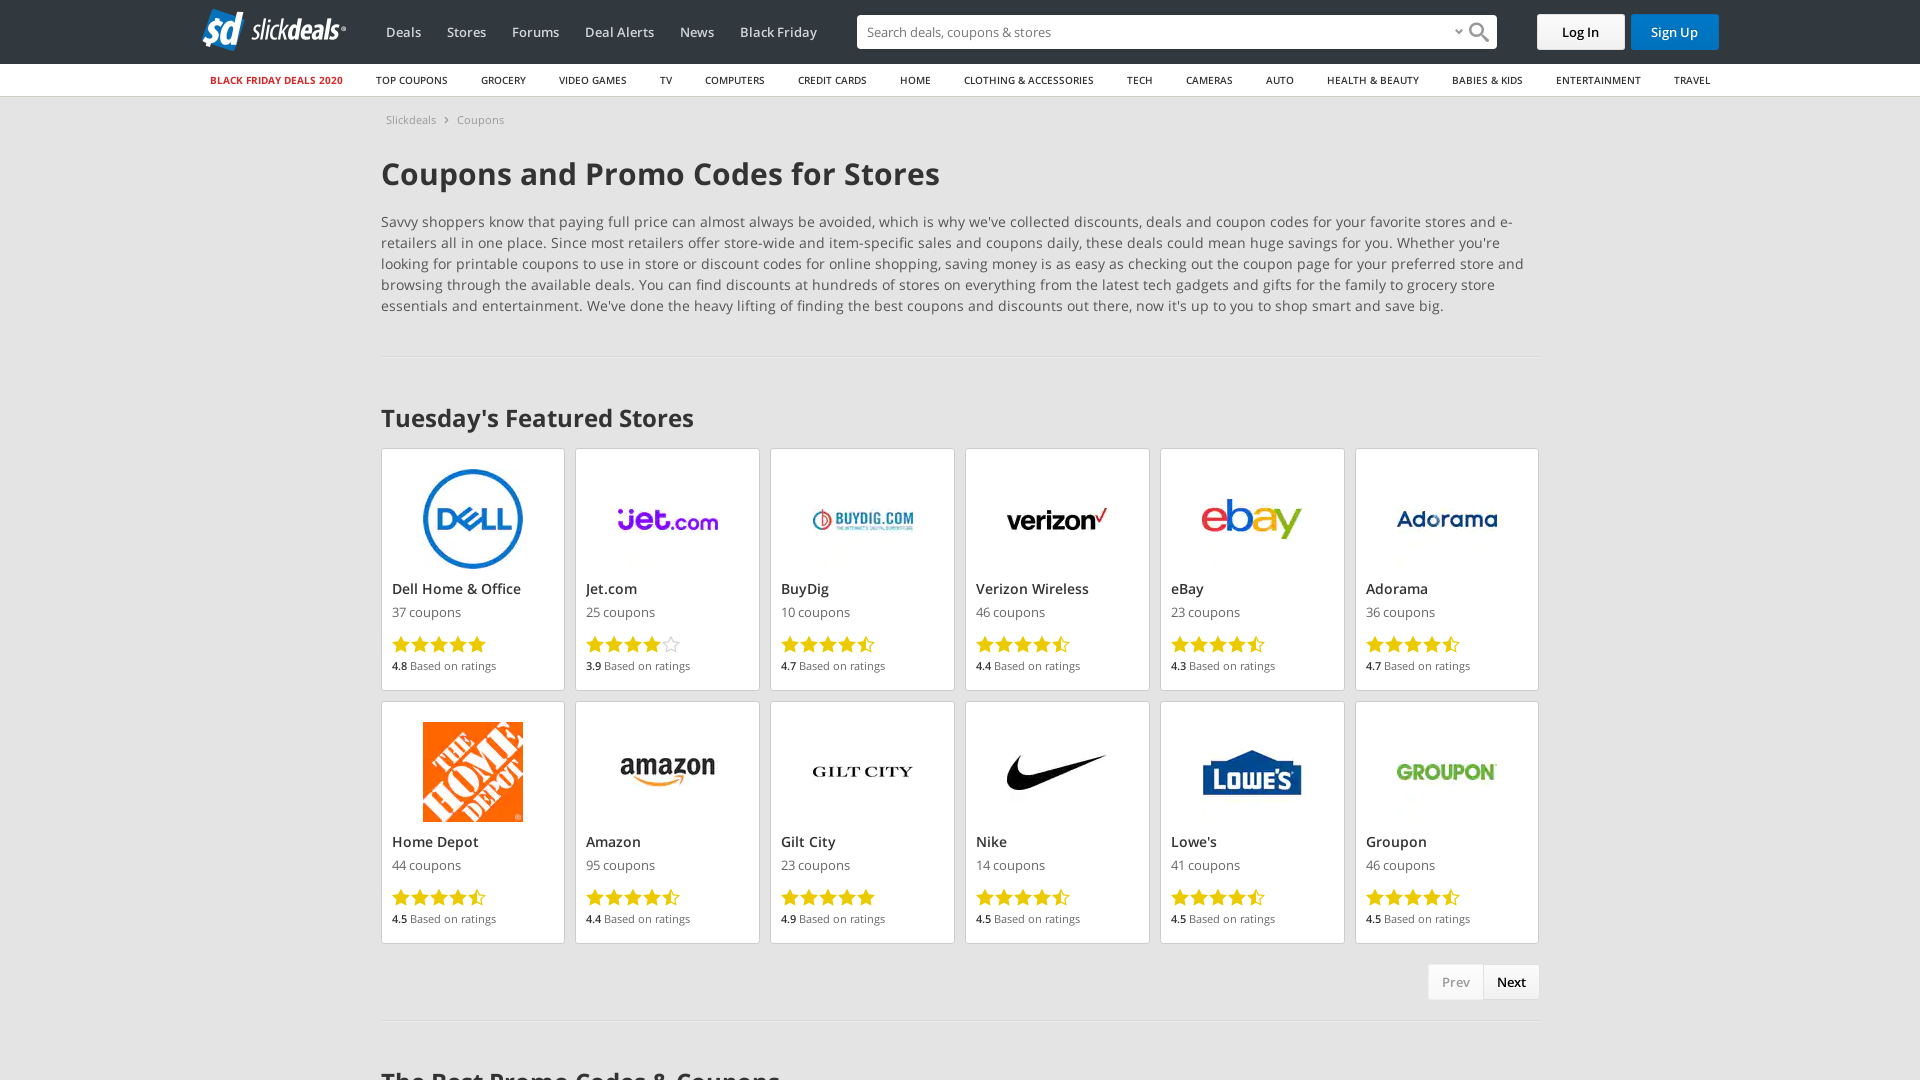 sd slickdeals
Deals Stores Forums Deal Alerts News Black Friday
Search deals, coupons & stores
Log In Sign Up
BLACK FRIDAY DEALS 2020 TOP COUPONS GROCERY VIDEO GAMES TV COMPUTERS CREDIT CARDS HOME CLOTHING & ACCESSORIES TECH CAMERAS AUTO HEALTH & BEAUTY BABIES & KIDS ENTERTAINMENT TRAVEL
Slickdeals › Coupons
Coupons and Promo Codes for Stores
Savvy shoppers know that paying full price can almost always be avoided, which is why we've collected discounts, deals and coupon codes for your favorite stores and e-
retailers all in one place. Since most retailers offer store-wide and item-specific sales and coupons daily, these deals could mean huge savings for you. Whether you're
looking for printable coupons to use in store or discount codes for online shopping, saving money is as easy as checking out the coupon page for your preferred store and
browsing through the available deals. You can find discounts at hundreds of stores on everything from the latest tech gadgets and gifts for the family to grocery store
essentials and entertainment. We've done the heavy lifting of finding the best coupons and discounts out there, now it's up to you to shop smart and save big.
Tuesday's Featured Stores
DELL jet.com BUYDIG.COM verizon ebay Adorama
Dell Home & Office Jet.com BuyDig Verizon Wireless eBay Adorama
37 coupons 25 coupons 10 coupons 46 coupons 23 coupons 36 coupons
4.8 Based on ratings 3.9 Based on ratings 4.7 Based on ratings 4.4 Based on ratings 4.3 Based on ratings 4.7 Based on ratings
THE HOME DEPOT amazon GILT CITY LOWE'S GROUPON
Home Depot Amazon Gilt City Nike Lowe's Groupon
44 coupons 95 coupons 23 coupons 14 coupons 41 coupons 46 coupons
4.5 Based on ratings 4.4 Based on ratings 4.9 Based on ratings 4.5 Based on ratings 4.5 Based on ratings 4.5 Based on ratings
Prev Next
The Best Promo Codes & Coupons